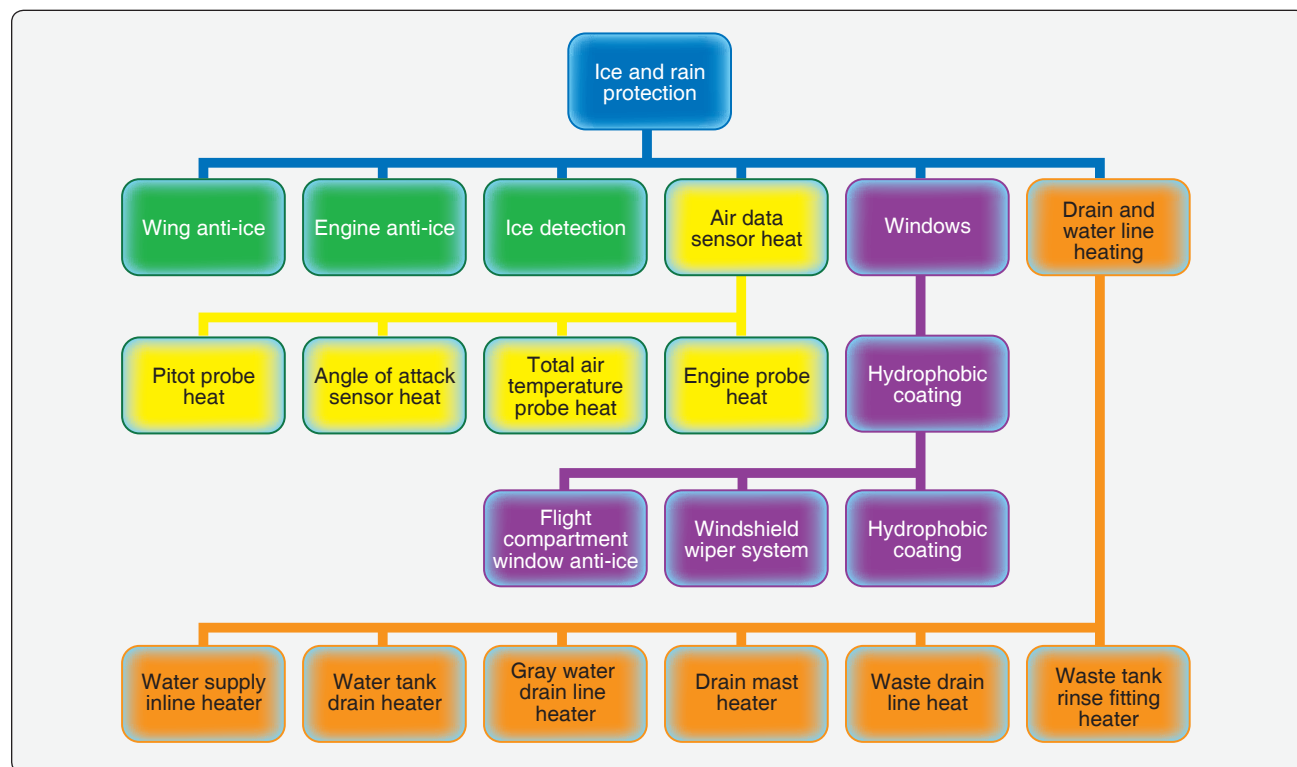 Ice and rain
protection
Wing anti-ice
Engine anti-ice
Ice detection
Air data
sensor heat
Windows
Drain and
water line
heating
Pitot probe
heat
Angle of attack
sensor heat
Total air
temperature
probe heat
Engine probe
heat
Hydrophobic
coating
Flight
compartment
window anti-ice
Windshield
wiper system
Hydrophobic
coating
Water supply
inline heater
Water tank
drain heater
Gray water
drain line
heater
Drain mast
heater
Waste drain
line heat
Waste tank
rinse fitting
heater